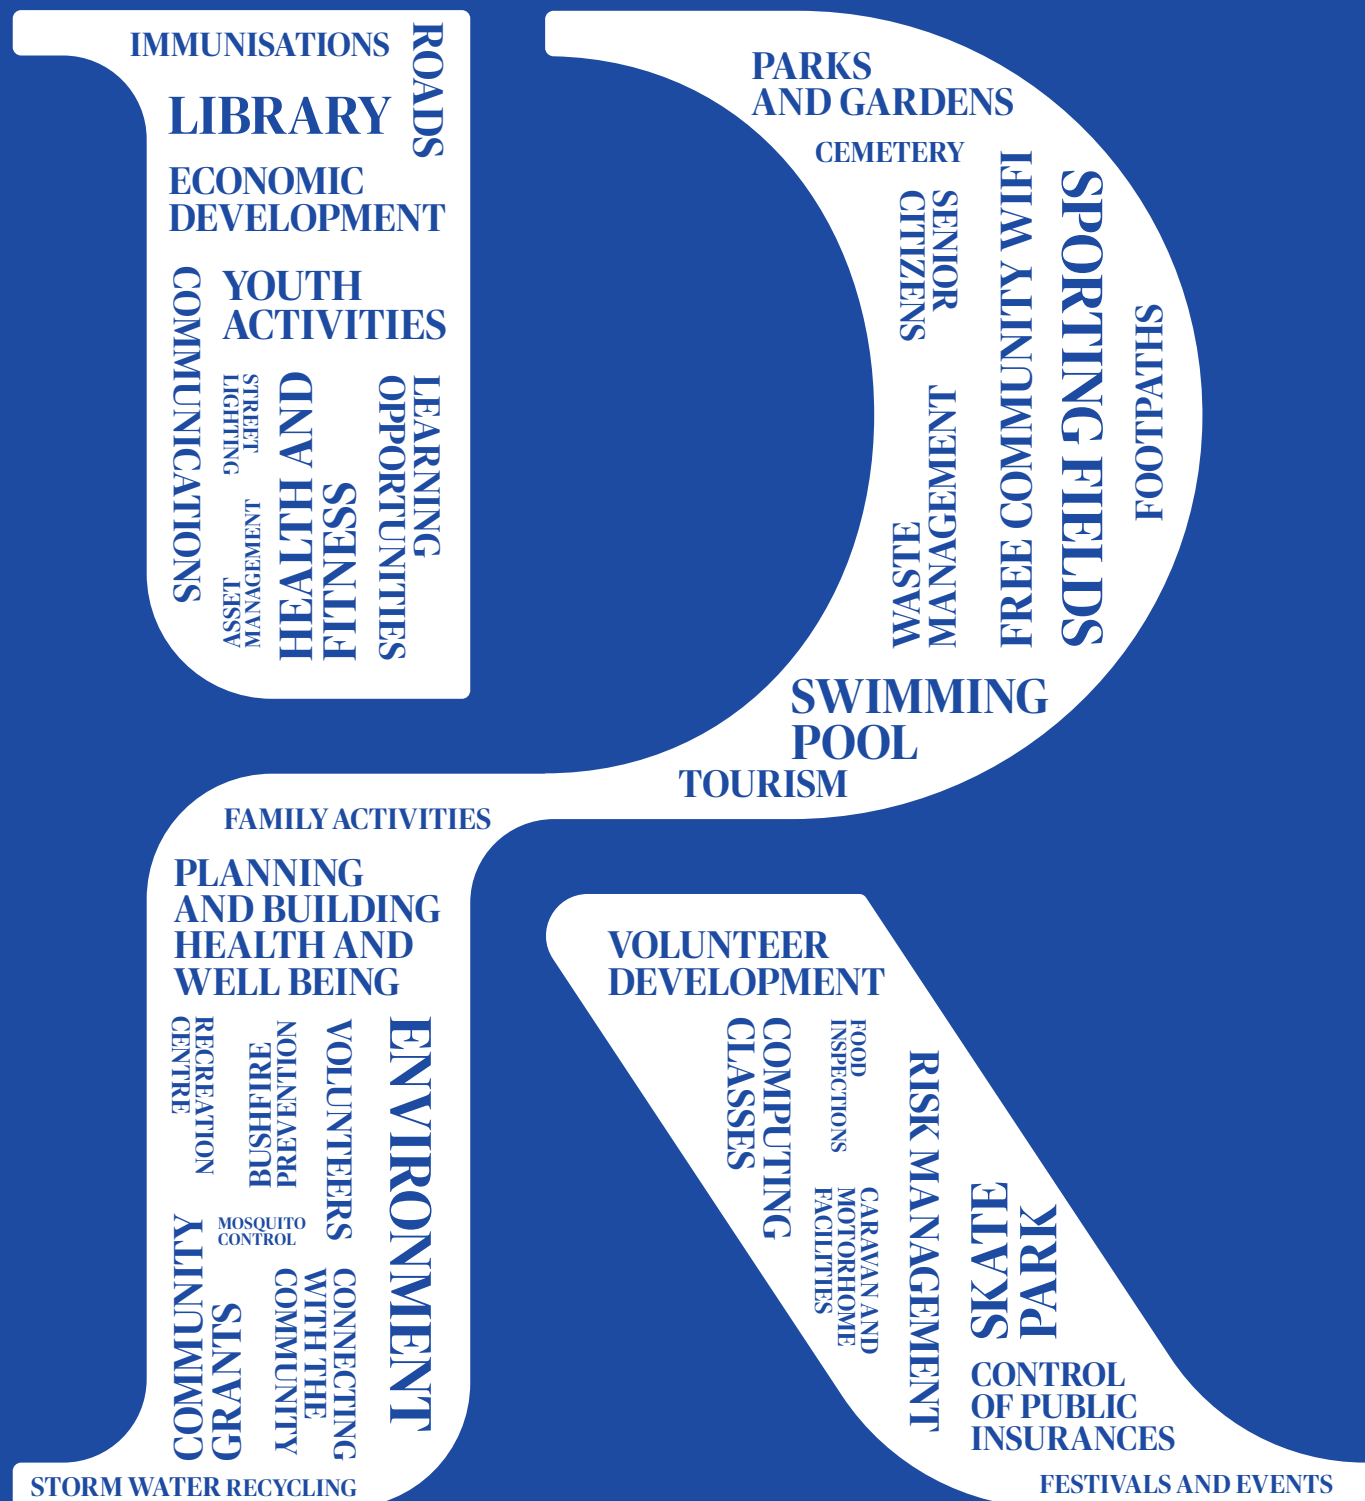 IMMUNISATIONS
ROADS
LIBRARY
ECONOMIC
DEVELOPMENT
COMMUNICATIONS
YOUTH
ACTIVITIES
STREET
LIGHTING
ASSET
MANAGEMENT
HEALTH AND
FITNESS
LEARNING
OPPORTUNITIES
PARKS
AND GARDENS
CEMETERY
SENIOR
CITIZENS
WASTE
MANAGEMENT
FREE COMMUNITY WIFI
SPORTING FIELDS
FOOTPATHS
SWIMMING
POOL
TOURISM
FAMILY ACTIVITIES
PLANNING
AND BUILDING
HEALTH AND
WELL BEING
RECREATION
CENTRE
BUSHFIRE
PREVENTION
VOLUNTEERS
ENVIRONMENT
MOSQUITO
CONTROL
COMMUNITY
GRANTS
CONNECTING
WITH THE
COMMUNITY
STORM WATER RECYCLING
VOLUNTEER
DEVELOPMENT
COMPUTING
CLASSES
FOOD
INSPECTIONS
CARAVAN AND
MOTORHOME
FACILITIES
RISK MANAGEMENT
SKATE
PARK
CONTROL
OF PUBLIC
INSURANCES
FESTIVALS AND EVENTS